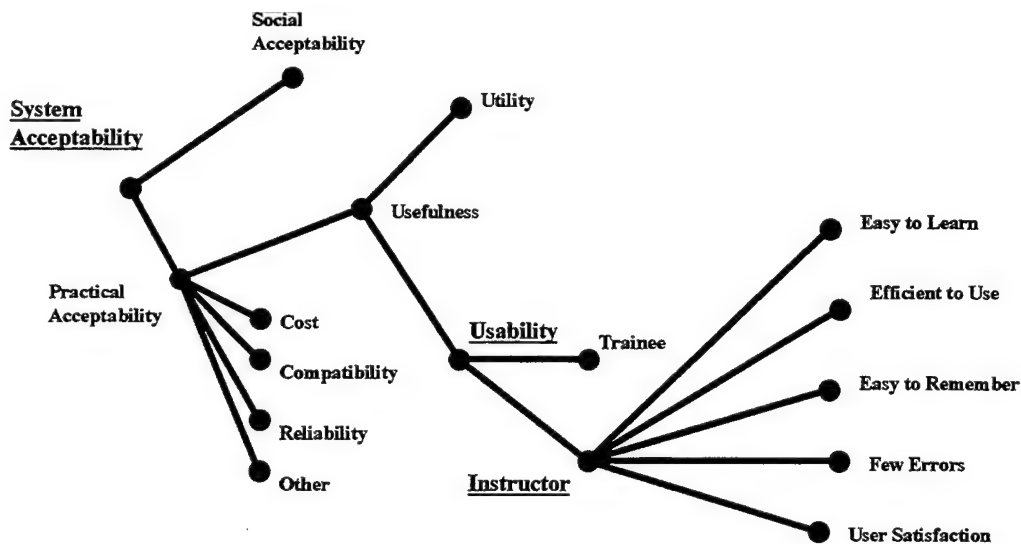 Social
Acceptability
System
Acceptability
Utility
Usefulness
Practical
Acceptability
Cost
Compatibility
Reliability
Other
Usability
Trainee
Instructor
Easy to Learn
Efficient to Use
Easy to Remember
Few Errors
User Satisfaction